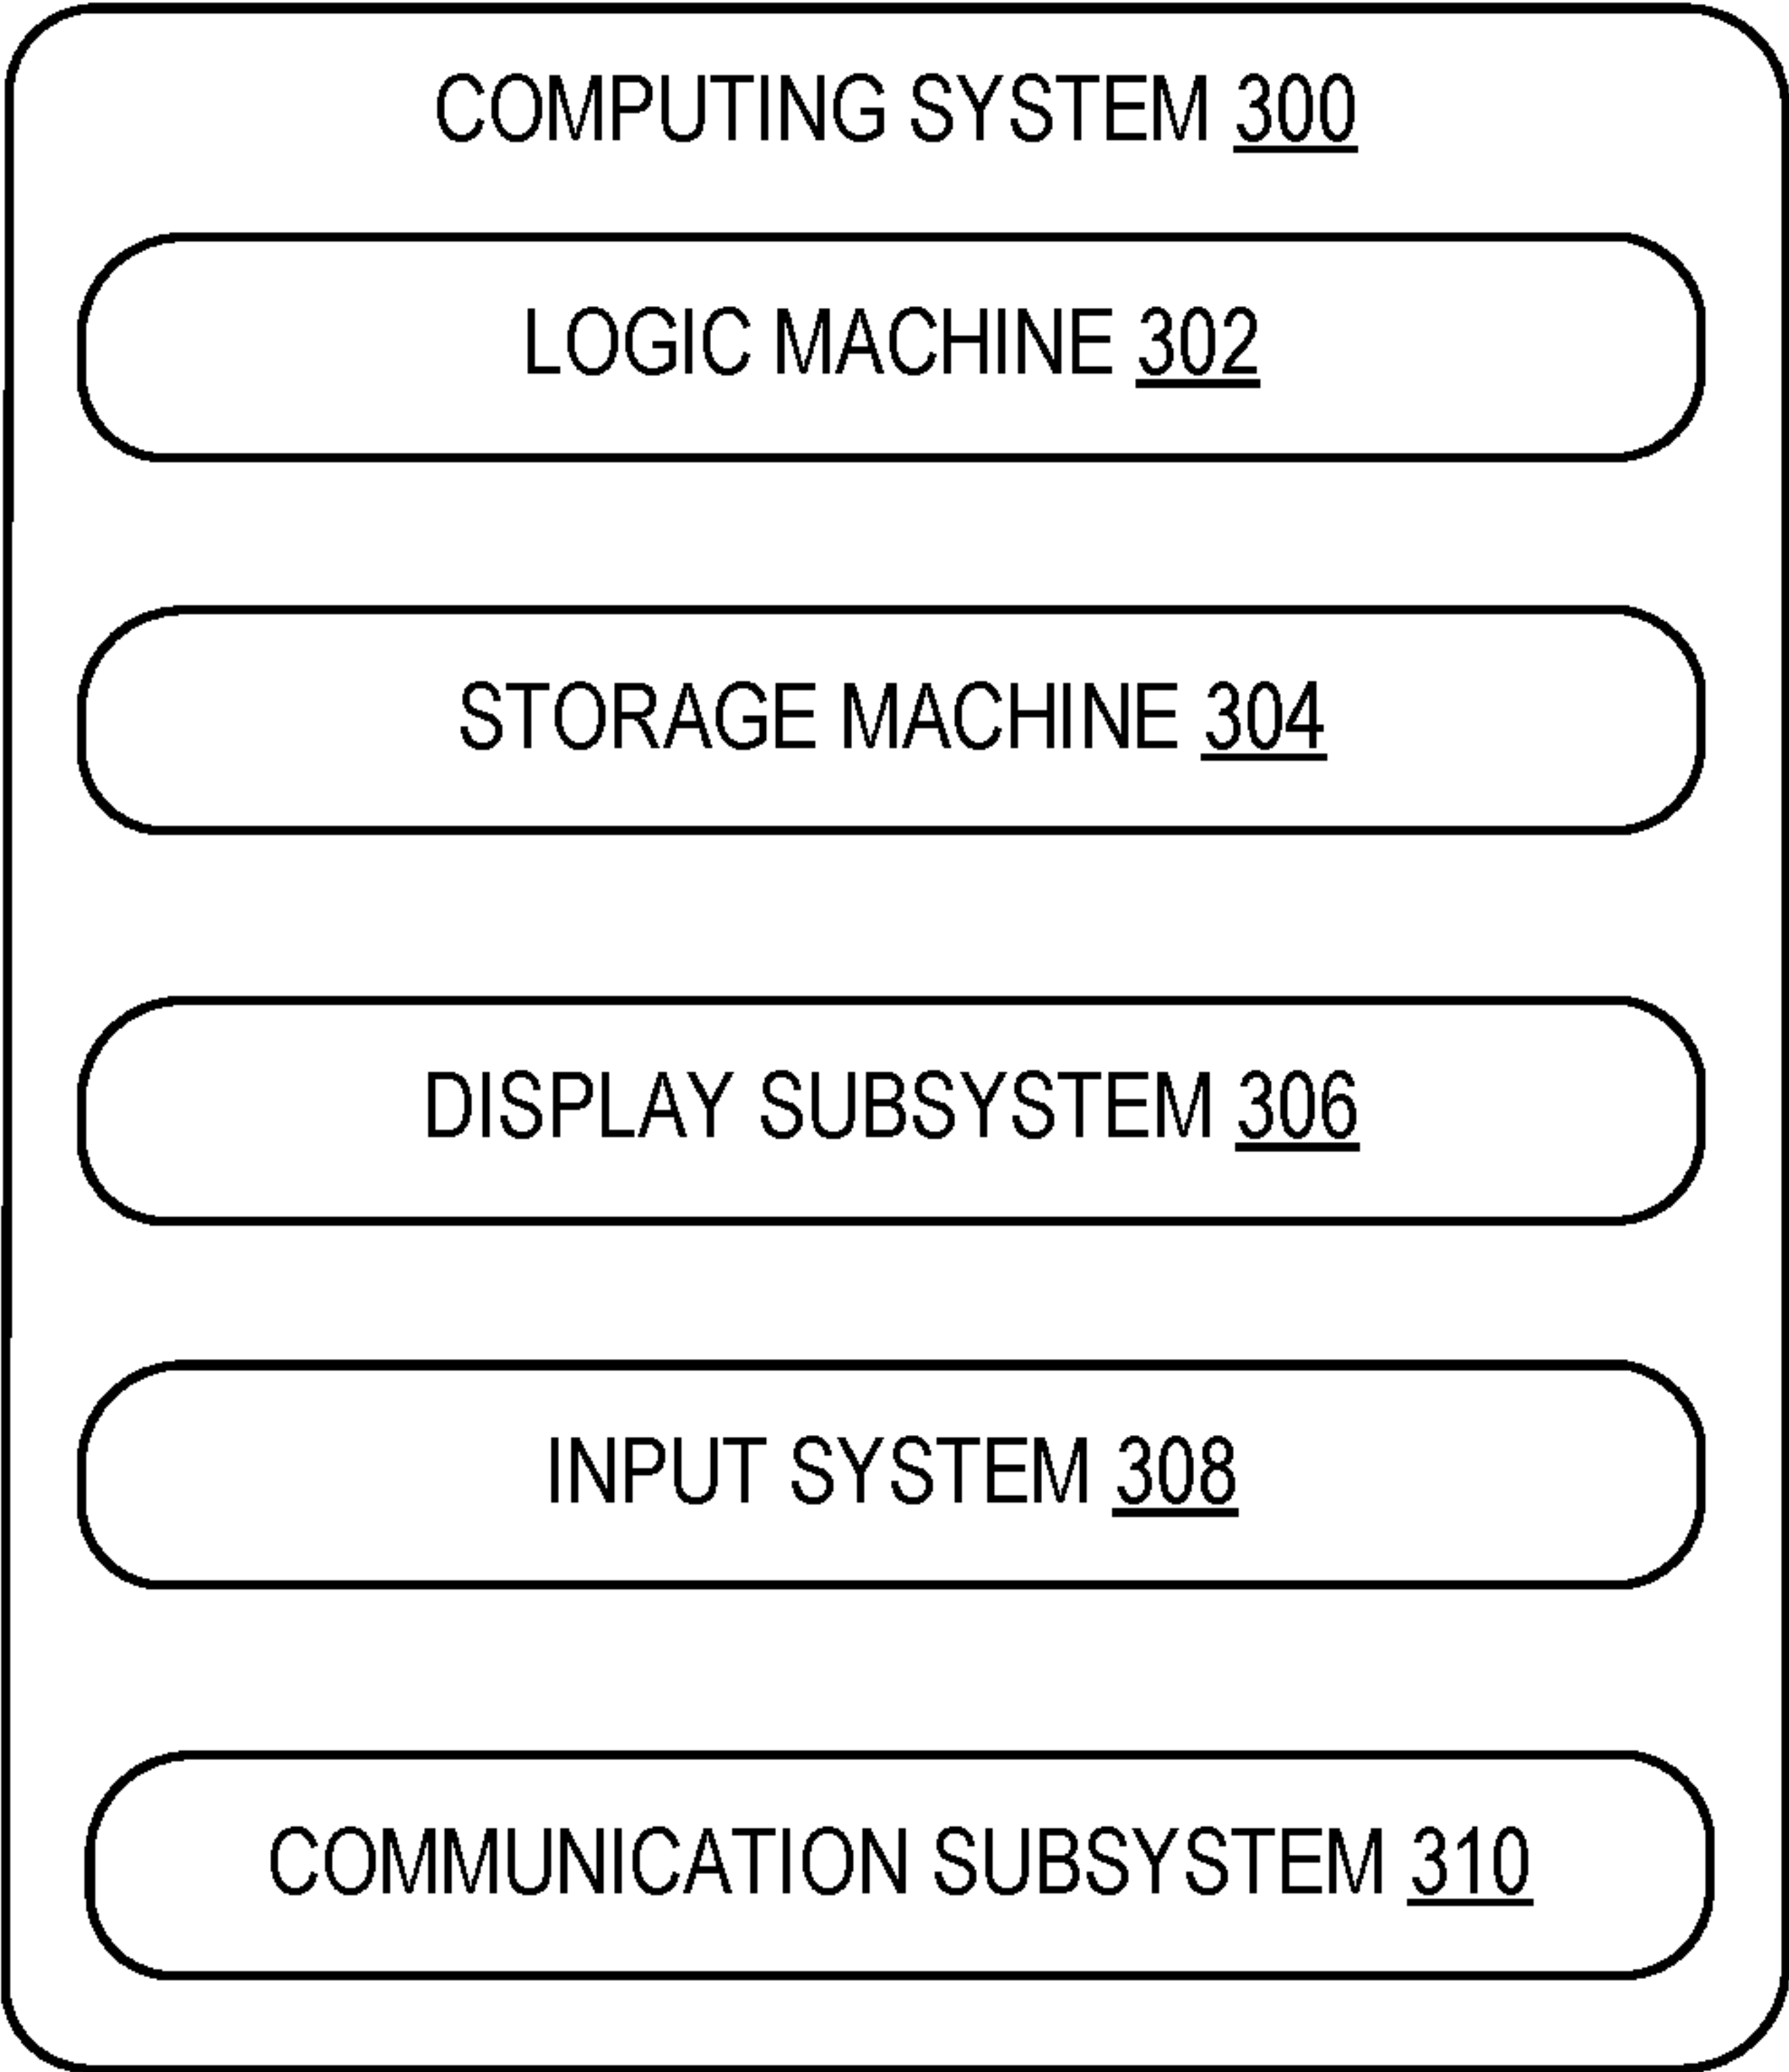 COMPUTING SYSTEM 300
LOGIC MACHINE 302
STORAGE MACHINE 304
DISPLAY SUBSYSTEM 306
INPUT SYSTEM 308
COMMUNICATION SUBSYSTEM 310